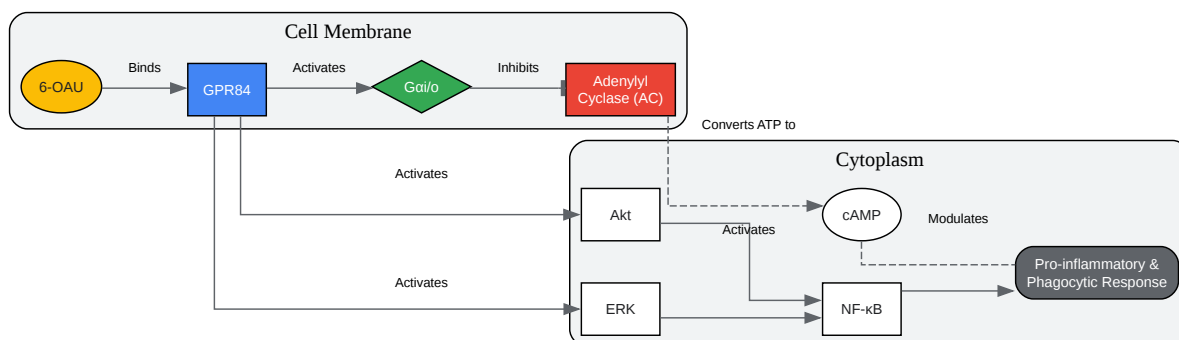 Cell Membrane
Binds
Activates
Inhibits
6-OAU
GPR84
Gαi/o
Adenylyl
Cyclase (AC)
Converts ATP to
Cytoplasm
Activates
Akt
cAMP
Modulates
Activates
Pro-inflammatory &
Phagocytic Response
Activates
ERK
NF-κB